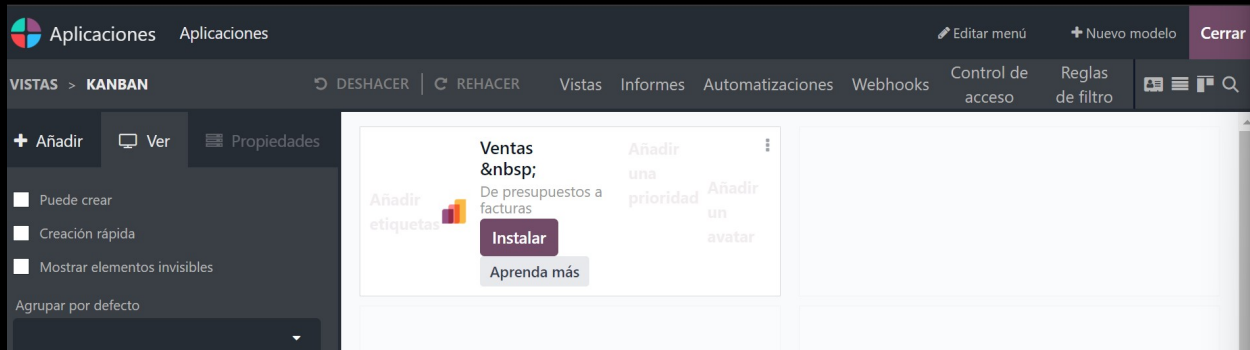 Aplicaciones Aplicaciones Editar menú Nuevo modelo Cerrar
VISTAS > KANBAN DESHACER REHACER Vistas Informes Automatizaciones Webhooks Control de acceso Reglas de filtro
+ Añadir Ver Propiedades
Puede crear
Creación rápida
Mostrar elementos invisibles
Agrupar por defecto
Añadir etiquetas
Ventas
&nbsp;
De presupuestos a
facturas
Instalar
Aprenda más
Añadir
una
prioridad
Añadir
un
avatar